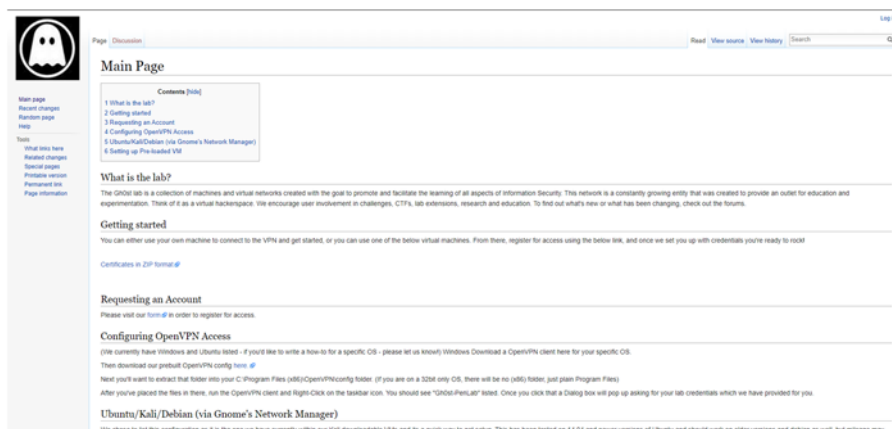 Log
Page Discussion
Read View source View history Search
Main Page
Main page
Recent changes
Random page
Help
Tools
What links here
Related changes
Special pages
Printable version
Permanent link
Page information
Contents [hide]
1 What is the lab?
2 Getting started
3 Requesting an Account
4 Configuring OpenVPN Access
5 Ubuntu/Kali/Debian (via Gnome's Network Manager)
6 Setting up Pre-loaded VM
What is the lab?
The Gh0st lab is a collection of machines and virtual networks created with the goal to promote and facilitate the learning of all aspects of Information Security. This network is a constantly growing entity that was created to provide an outlet for education and
experimentation. Think of it as a virtual hackerspace. We encourage user involvement in challenges, CTFs, lab extensions, research and education. To find out what's new or what has been changing, check out the forums.
Getting started
You can either use your own machine to connect to the VPN and get started, or you can use one of the below virtual machines. From there, register for access using the below link, and once we set you up with credentials you're ready to rock!
Certificates in ZIP format
Requesting an Account
Please visit our form in order to register for access.
Configuring OpenVPN Access
(We currently have Windows and Ubuntu listed - if you'd like to write a how-to for a specific OS - please let us know!) Windows Download a OpenVPN client here for your specific OS.
Then download our prebuilt OpenVPN config here.
Next you'll want to extract that folder into your C:\Program Files (x86)\OpenVPN\config folder. (If you are on a 32bit only OS, there will be no (x86) folder, just plain Program Files)
After you've placed the files in there, run the OpenVPN client and Right-Click on the taskbar icon. You should see "Gh0st-PenLab" listed. Once you click that a Dialog box will pop up asking for your lab credentials which we have provided for you.
Ubuntu/Kali/Debian (via Gnome's Network Manager)